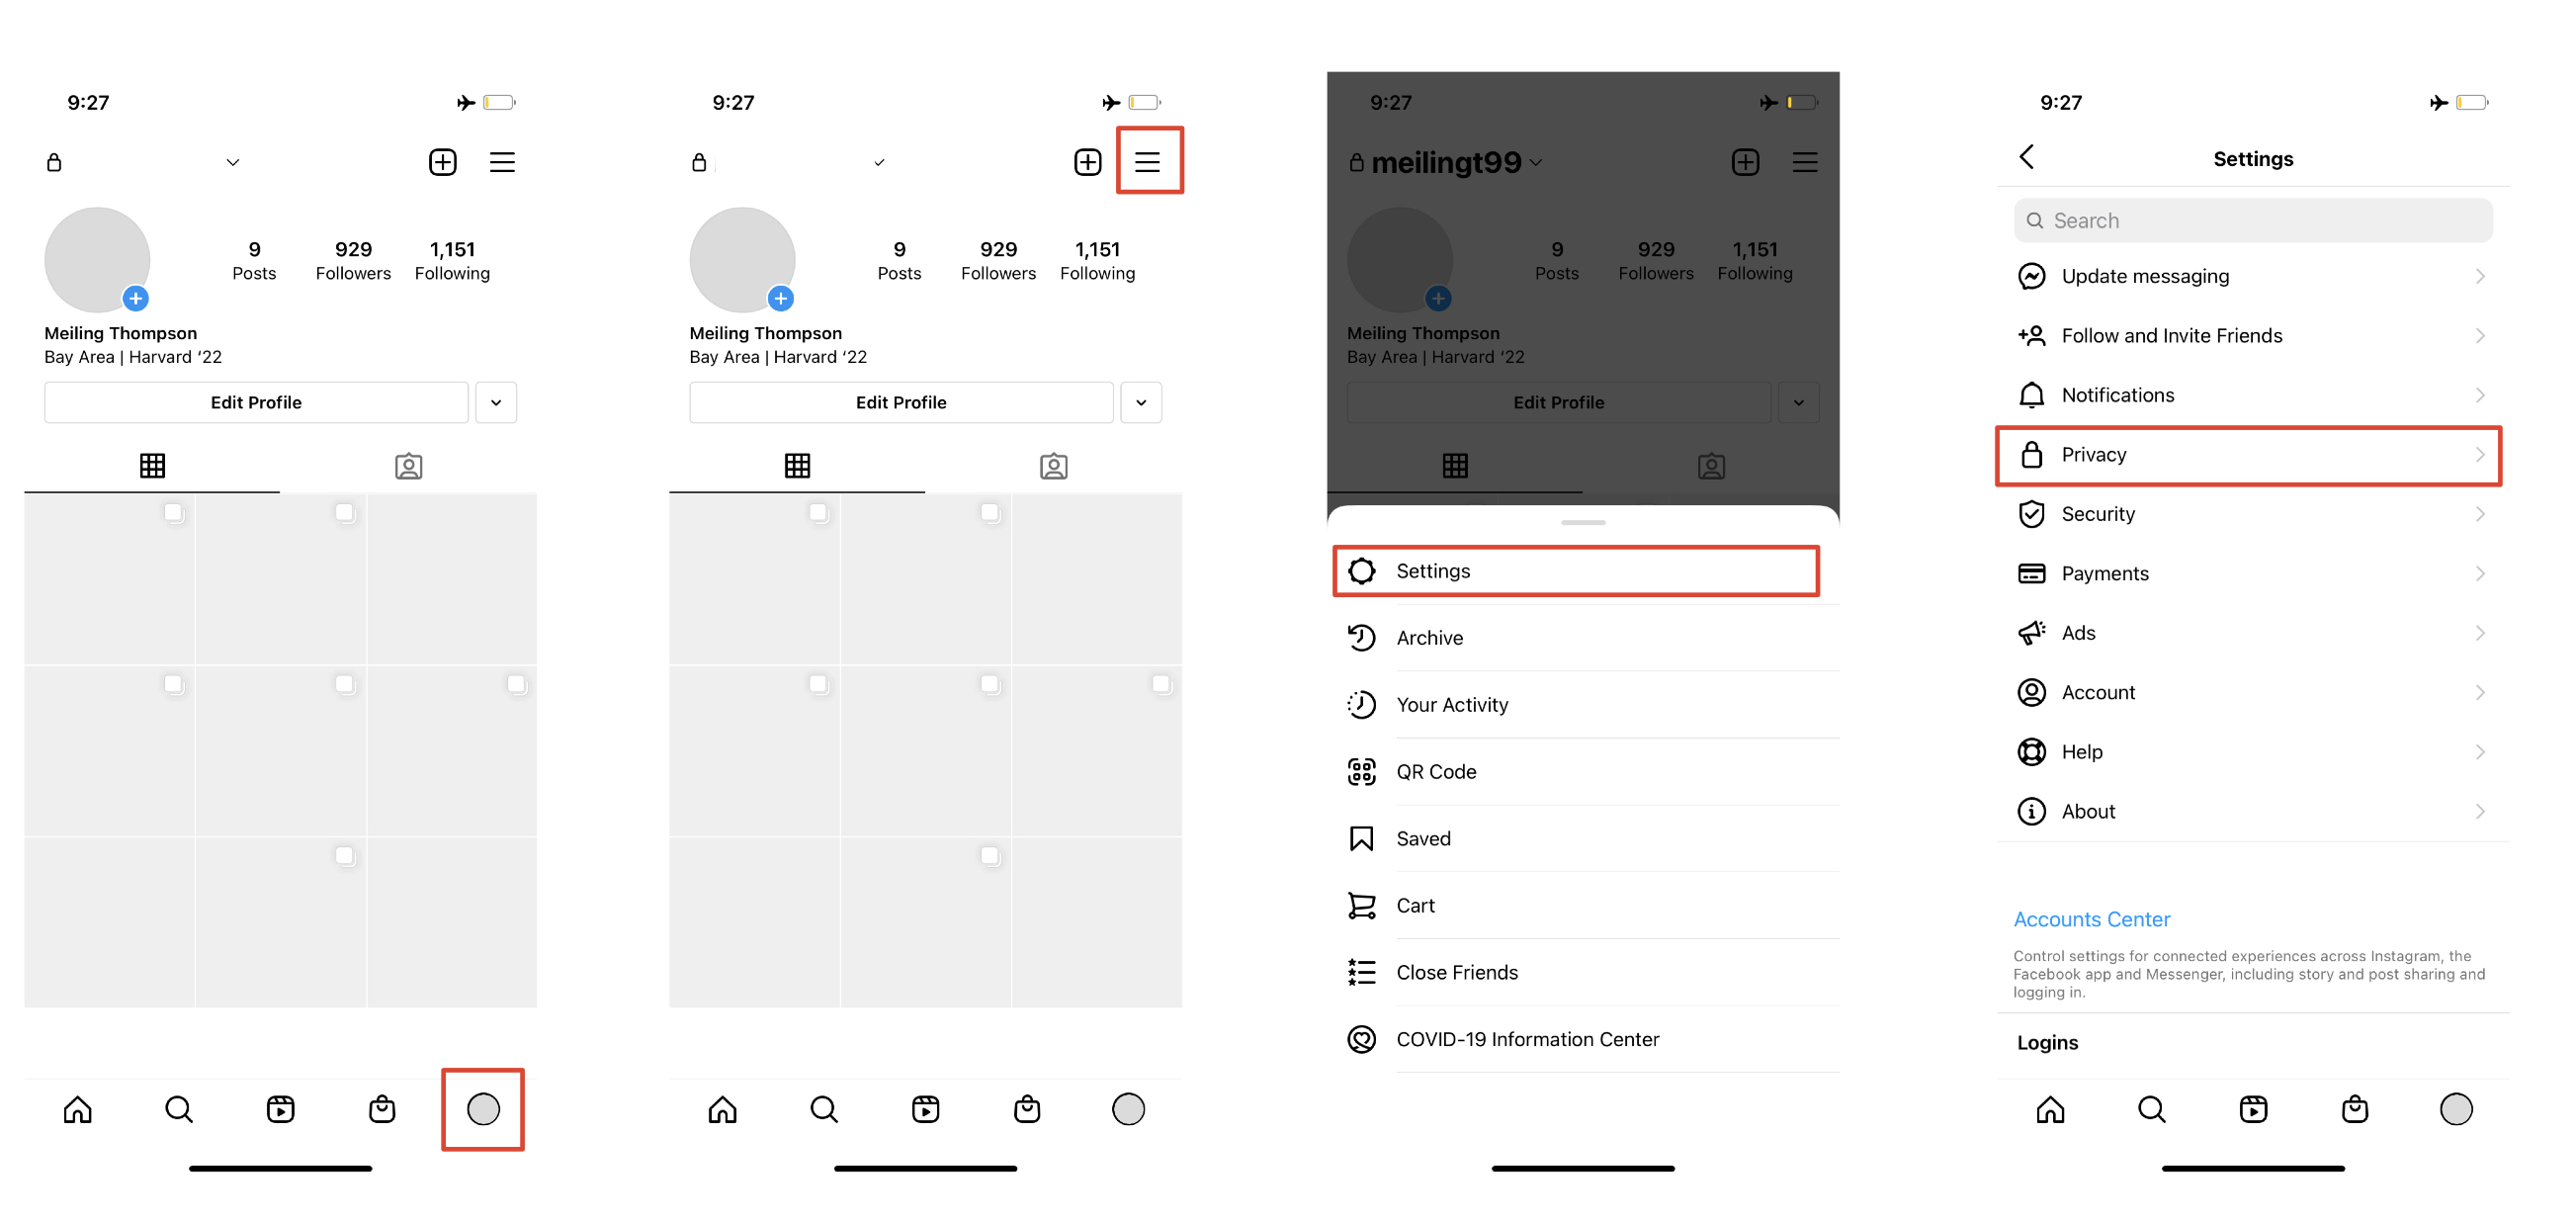 9:27
9
929
1,151
Posts
Followers
Following
Meiling Thompson
Bay Area | Harvard ‘22
Edit Profile
9:27
9
929
1,151
Posts
Followers
Following
Meiling Thompson
Bay Area | Harvard ‘22
Edit Profile
9:27
meilingt99
9
929
1,151
Posts
Followers
Following
Meiling Thompson
Bay Area | Harvard ‘22
Edit Profile
Settings
Archive
Your Activity
QR Code
Saved
Cart
Close Friends
COVID-19 Information Center
9:27
Settings
Search
Update messaging
Follow and Invite Friends
Notifications
Privacy
Security
Payments
Ads
Account
Help
About
Accounts Center
Control settings for connected experiences across Instagram, the
Facebook app and Messenger, including story and post sharing and
logging in.
Logins